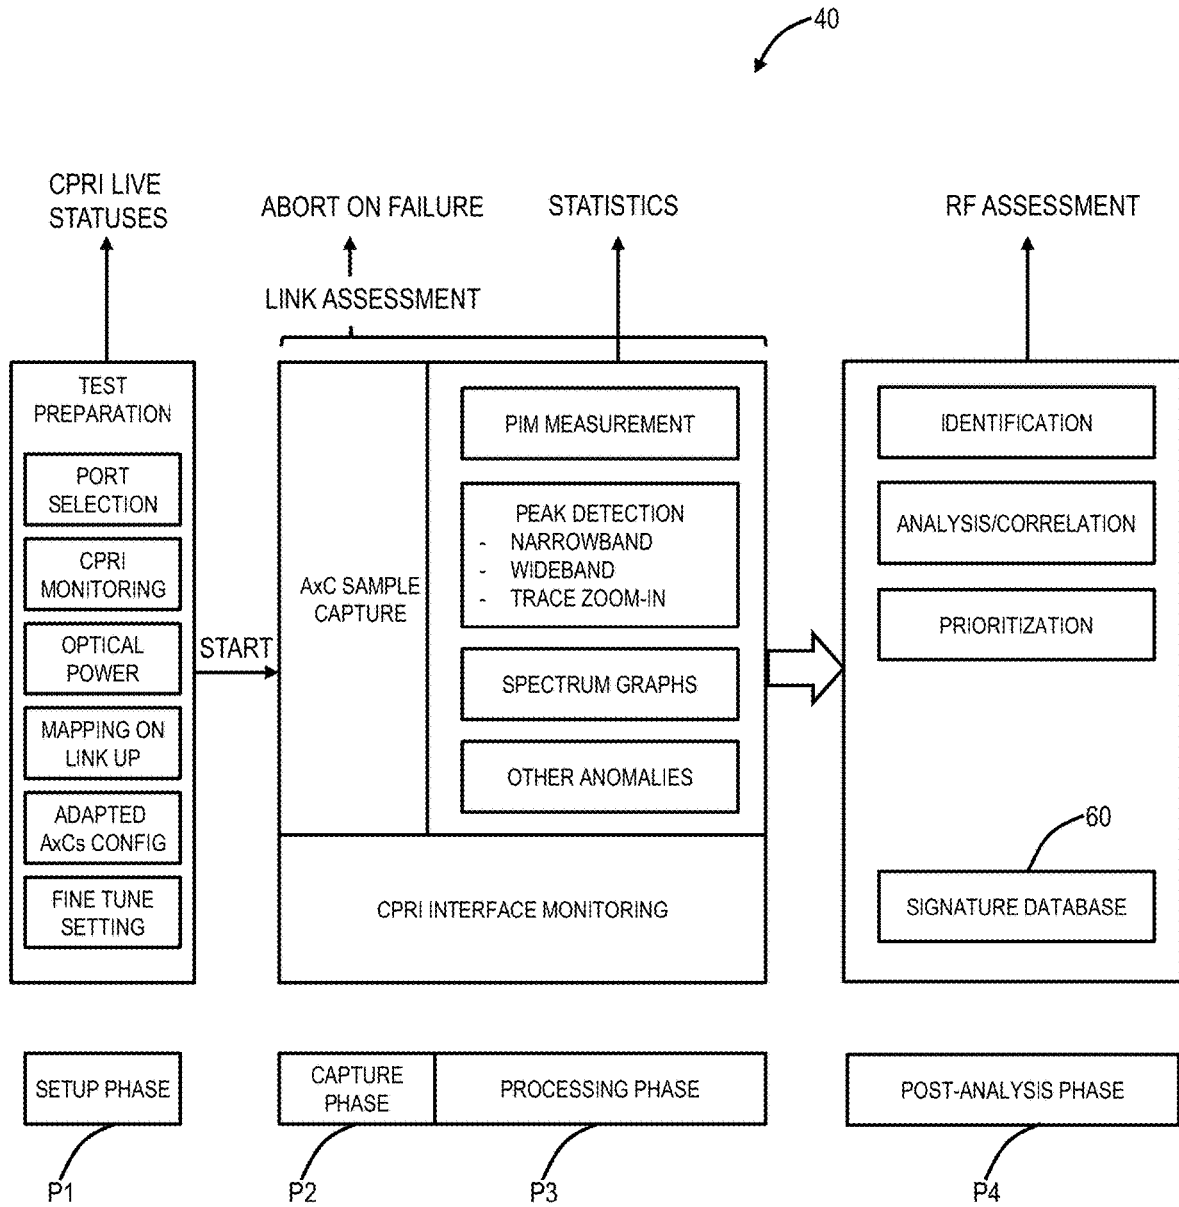 40
CPRI LIVE
STATUSES
ABORT ON FAILURE
STATISTICS
RF ASSESSMENT
LINK ASSESSMENT
TEST
PREPARATION
PORT
SELECTION
CPRI
MONITORING
OPTICAL
POWER
MAPPING ON
LINK UP
ADAPTED
AxCs CONFIG
FINE TUNE
SETTING
START
AxC SAMPLE
CAPTURE
PIM MEASUREMENT
PEAK DETECTION
- NARROWBAND
- WIDEBAND
- TRACE ZOOM-IN
SPECTRUM GRAPHS
OTHER ANOMALIES
CPRI INTERFACE MONITORING
IDENTIFICATION
ANALYSIS/CORRELATION
PRIORITIZATION
60
SIGNATURE DATABASE
SETUP PHASE
CAPTURE
PHASE
PROCESSING PHASE
POST-ANALYSIS PHASE
P1
P2
P3
P4